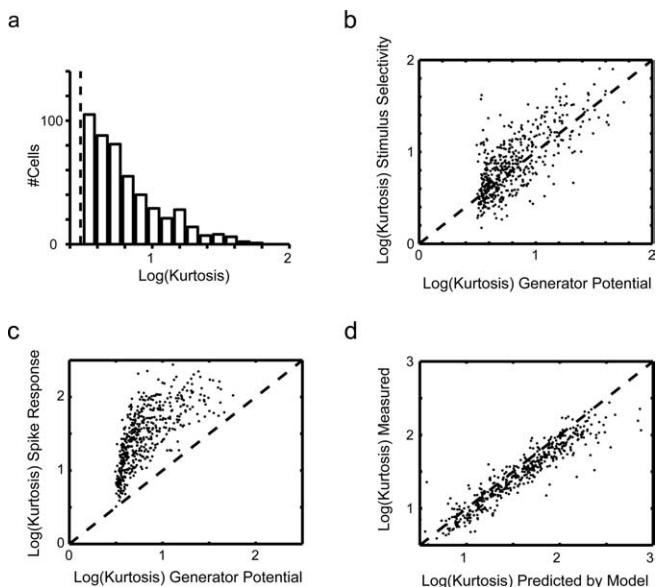 a
#Cells
100
0
1
2
Log(Kurtosis)
b
Log(Kurtosis) Stimulus Selectivity
2
1
0
0
1
2
Log(Kurtosis) Generator Potential
c
Log(Kurtosis) Spike Response
2
1
0
0
1
2
Log(Kurtosis) Generator Potential
d
Log(Kurtosis) Measured
3
2
1
1
2
3
Log(Kurtosis) Predicted by Model